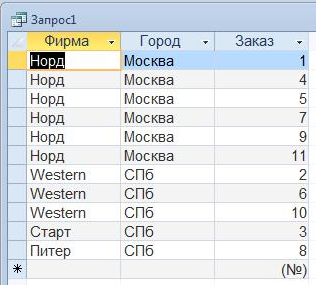 Запрос1
Фирма Город Заказ
Норд Москва 1
Норд Москва 4
Норд Москва 5
Норд Москва 7
Норд Москва 9
Норд Москва 11
Western СПб 2
Western СПб 6
Western СПб 10
Старт СПб 3
Питер СПб 8
* (№)